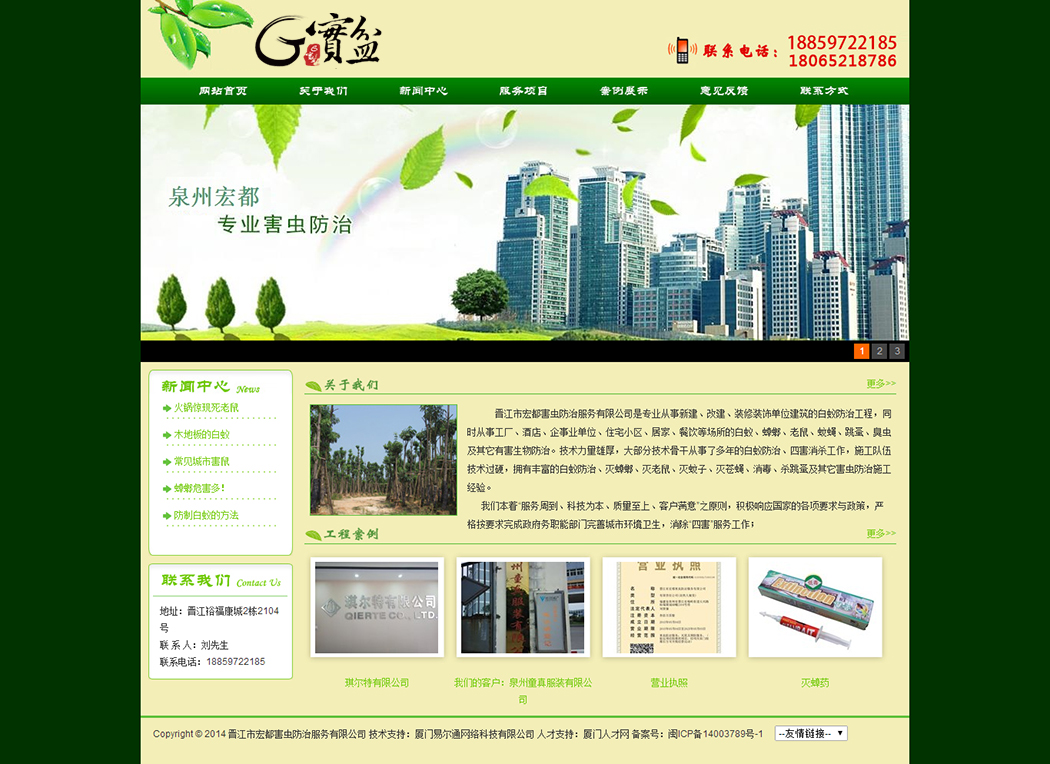 實盆
联系电话：
18859722185
18065218786
网站首页 关于我们 新闻中心 服务项目 案例展示 意见反馈 联系方式
泉州宏都
专业害虫防治
1 2 3
新闻中心 News
火锅惊现死老鼠
木地板的白蚁
常见城市害鼠
蟑螂危害多！
防制白蚁的方法
联系我们 Contact Us
地址：晋江裕福康城2栋2104
号
联 系 人：刘先生
联系电话：18859722185
关于我们 更多>>
晋江市宏都害虫防治服务有限公司是专业从事新建、改建、装修装饰单位建筑的白蚁防治工程，同
时从事工厂、酒店、企事业单位、住宅小区、居家、餐饮等场所的白蚁、蟑螂、老鼠、蚊蝇、跳蚤、臭虫
及其它有害生物防治。技术力量雄厚，大部分技术骨干从事了多年的白蚁防治、四害消杀工作，施工队伍
技术过硬，拥有丰富的白蚁防治、灭蟑螂、灭老鼠、灭蚊子、灭苍蝇、消毒、杀跳蚤及其它害虫防治施工
经验。
我们本着“服务周到、科技为本、质量至上、客户满意”之原则，积极响应国家的各项要求与政策，严
格按要求完成政府务职能部门完善城市环境卫生，消除“四害”服务工作；
工程案例 更多>>
淇尔特有限公司
QIERTE CO., LTD.
营业执照
琪尔特有限公司
我们的客户：泉州童真服装有限公
司
营业执照
灭蟑药
Copyright © 2014 晋江市宏都害虫防治服务有限公司 技术支持：厦门易尔通网络科技有限公司 人才支持：厦门人才网 备案号：闽ICP备14003789号-1 --友情链接--